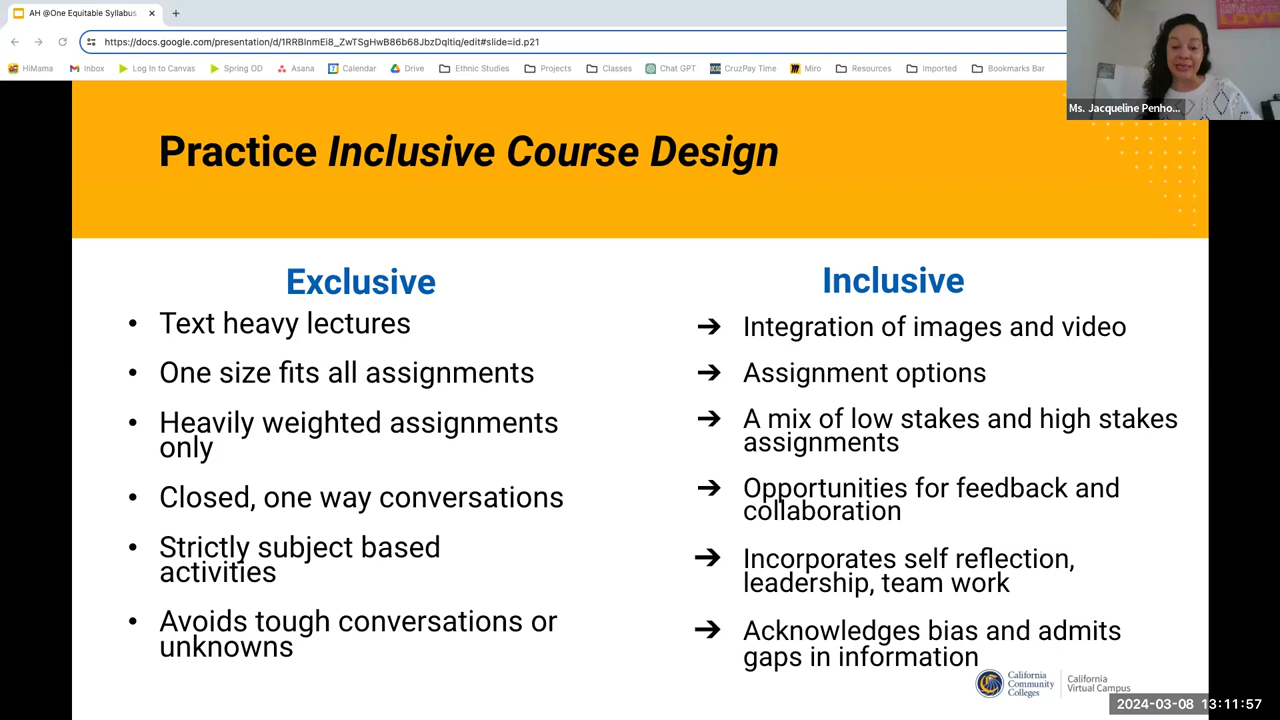 AH @One Equitable Syllabus
https://docs.google.com/presentation/d/1RRBlnmEi8_ZwTSgHwB86b68JbzDqltiq/edit#slide=id.p21
HiMama Inbox Log In to Canvas Spring OD Asana Calendar Drive Ethnic Studies Projects Classes Chat GPT CruzPay Time Miro Resources Imported Bookmarks Bar
LOVE
Ms. Jacqueline Penho...
Practice Inclusive Course Design
Exclusive
• Text heavy lectures
• One size fits all assignments
• Heavily weighted assignments
only
• Closed, one way conversations
• Strictly subject based
activities
• Avoids tough conversations or
unknowns
Inclusive
➔ Integration of images and video
➔ Assignment options
➔ A mix of low stakes and high stakes
assignments
➔ Opportunities for feedback and
collaboration
➔ Incorporates self reflection,
leadership, team work
➔ Acknowledges bias and admits
gaps in information
California
Community
Colleges
California
Virtual Campus
2024-03-08 13:11:57